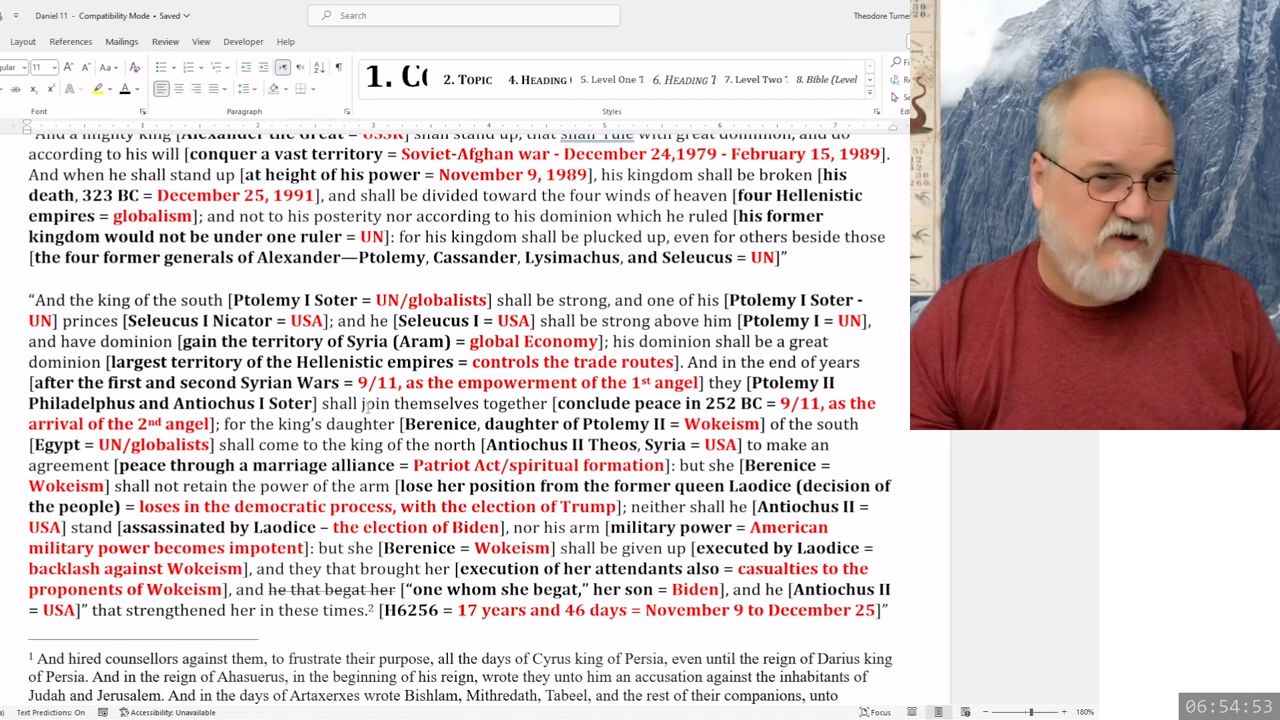 Daniel 11 - Compatibility Mode • Saved
Search
Theodore Turne
Layout References Mailings Review View Developer Help
11
Aa
1. Co
2. Topic
4. Heading
5. Level One T
6. Heading T
7. Level Two
8. Bible (Level
Font
Paragraph
Styles
"And a mighty king [Alexander the Great = USSR] shall stand up, that shall rule with great dominion, and do
according to his will [conquer a vast territory = Soviet-Afghan war - December 24,1979 - February 15, 1989].
And when he shall stand up [at height of his power = November 9, 1989], his kingdom shall be broken [his
death, 323 BC = December 25, 1991], and shall be divided toward the four winds of heaven [four Hellenistic
empires = globalism]; and not to his posterity nor according to his dominion which he ruled [his former
kingdom would not be under one ruler = UN]: for his kingdom shall be plucked up, even for others beside those
[the four former generals of Alexander—Ptolemy, Cassander, Lysimachus, and Seleucus = UN]”
“And the king of the south [Ptolemy I Soter = UN/globalists] shall be strong, and one of his [Ptolemy I Soter -
UN] princes [Seleucus I Nicator = USA]; and he [Seleucus I = USA] shall be strong above him [Ptolemy I = UN],
and have dominion [gain the territory of Syria (Aram) = global Economy]; his dominion shall be a great
dominion [largest territory of the Hellenistic empires = controls the trade routes]. And in the end of years
[after the first and second Syrian Wars = 9/11, as the empowerment of the 1st angel] they [Ptolemy II
Philadelphus and Antiochus I Soter] shall join themselves together [conclude peace in 252 BC = 9/11, as the
arrival of the 2nd angel]; for the king’s daughter [Berenice, daughter of Ptolemy II = Wokeism] of the south
[Egypt = UN/globalists] shall come to the king of the north [Antiochus II Theos, Syria = USA] to make an
agreement [peace through a marriage alliance = Patriot Act/spiritual formation]: but she [Berenice =
Wokeism] shall not retain the power of the arm [lose her position from the former queen Laodice (decision of
the people) = loses in the democratic process, with the election of Trump]; neither shall he [Antiochus II =
USA] stand [assassinated by Laodice – the election of Biden], nor his arm [military power = American
military power becomes impotent]: but she [Berenice = Wokeism] shall be given up [executed by Laodice =
backlash against Wokeism], and they that brought her [execution of her attendants also = casualties to the
proponents of Wokeism], and he that begat her [“one whom she begat,” her son = Biden], and he [Antiochus II
= USA]” that strengthened her in these times.2 [H6256 = 17 years and 46 days = November 9 to December 25]”
1 And hired counsellors against them, to frustrate their purpose, all the days of Cyrus king of Persia, even until the reign of Darius king
of Persia. And in the reign of Ahasuerus, in the beginning of his reign, wrote they unto him an accusation against the inhabitants of
Judah and Jerusalem. And in the days of Artaxerxes wrote Bishlam, Mithredath, Tabeel, and the rest of their companions, unto
Text Predictions: On
Accessibility: Unavailable
Focus
180%
06:54:53